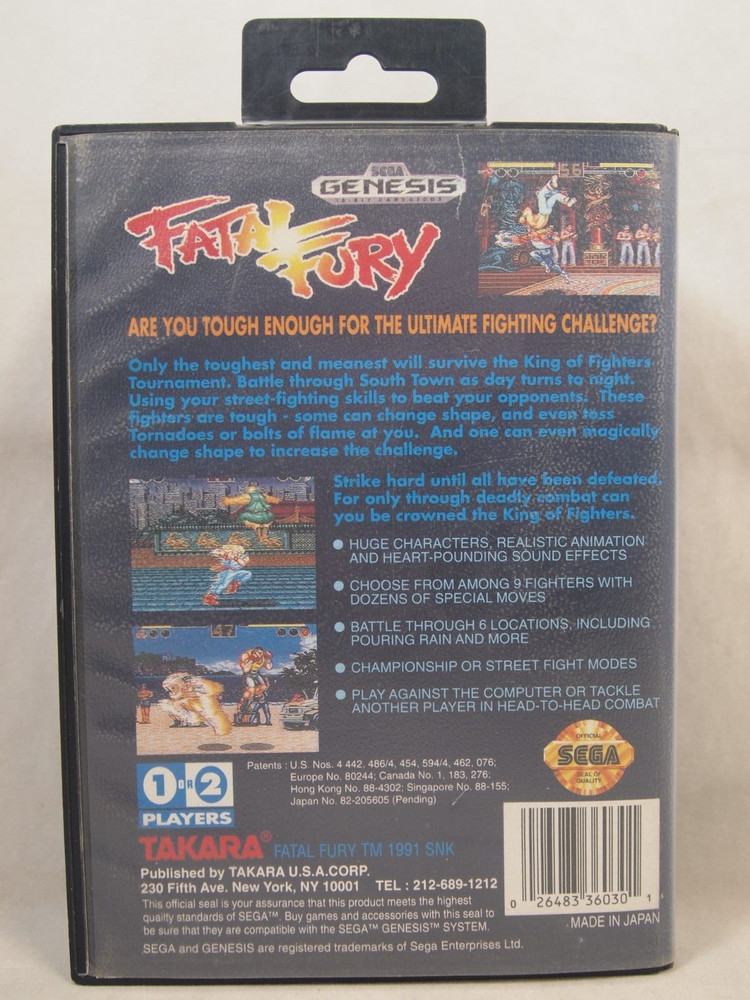 SEGA
GENESIS
16-BIT CARTRIDGE
FATAL FURY
56
ARE YOU TOUGH ENOUGH FOR THE ULTIMATE FIGHTING CHALLENGE?
Only the toughest and meanest will survive the King of Fighters
Tournament. Battle through South Town as day turns to night.
Using your street-fighting skills to beat your opponents. These
fighters are tough - some can change shape, and even toss
Tornadoes or bolts of flame at you. And one can even magically
change shape to increase the challenge.
Strike hard until all have been defeated.
For only through deadly combat can
you be crowned the King of Fighters.
● HUGE CHARACTERS, REALISTIC ANIMATION
AND HEART-POUNDING SOUND EFFECTS
● CHOOSE FROM AMONG 9 FIGHTERS WITH
DOZENS OF SPECIAL MOVES
● BATTLE THROUGH 6 LOCATIONS, INCLUDING
POURING RAIN AND MORE
● CHAMPIONSHIP OR STREET FIGHT MODES
● PLAY AGAINST THE COMPUTER OR TACKLE
ANOTHER PLAYER IN HEAD-TO-HEAD COMBAT
47
OFFICIAL
SEGA
SEAL OF
QUALITY
1 OR 2
PLAYERS
Patents : U.S. Nos. 4 442, 486/4, 454, 594/4, 462, 076;
Europe No. 80244; Canada No. 1, 183, 276;
Hong Kong No. 88-4302; Singapore No. 88-155;
Japan No. 82-205605 (Pending)
TAKARA® FATAL FURY TM 1991 SNK
Published by TAKARA U.S.A.CORP.
230 Fifth Ave. New York, NY 10001 TEL : 212-689-1212
This official seal is your assurance that this product meets the highest
quality standards of SEGA™. Buy games and accessories with this seal to
be sure that they are compatible with the SEGA™ GENESIS™ SYSTEM.
SEGA and GENESIS are registered trademarks of Sega Enterprises Ltd.
0 26483 36030 1
MADE IN JAPAN